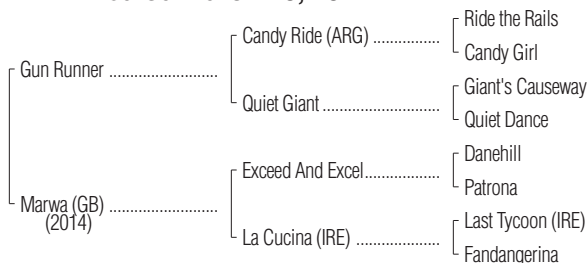 Ride the Rails
Candy Ride (ARG)
Candy Girl
Gun Runner
Giant's Causeway
Quiet Giant
Quiet Dance
Danehill
Exceed And Excel
Patrona
Marwa (GB)
(2014)
Last Tycoon (IRE)
La Cucina (IRE)
Fandangerina